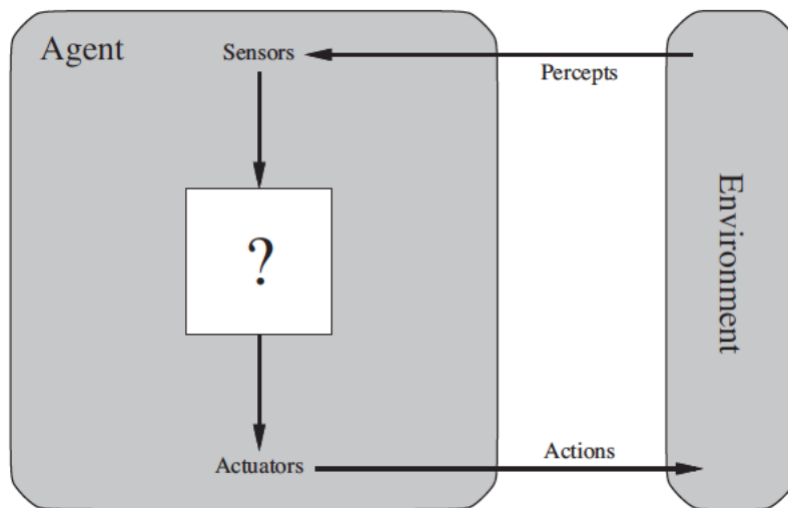 Agent
Sensors
Percepts
?
Environment
Actuators
Actions